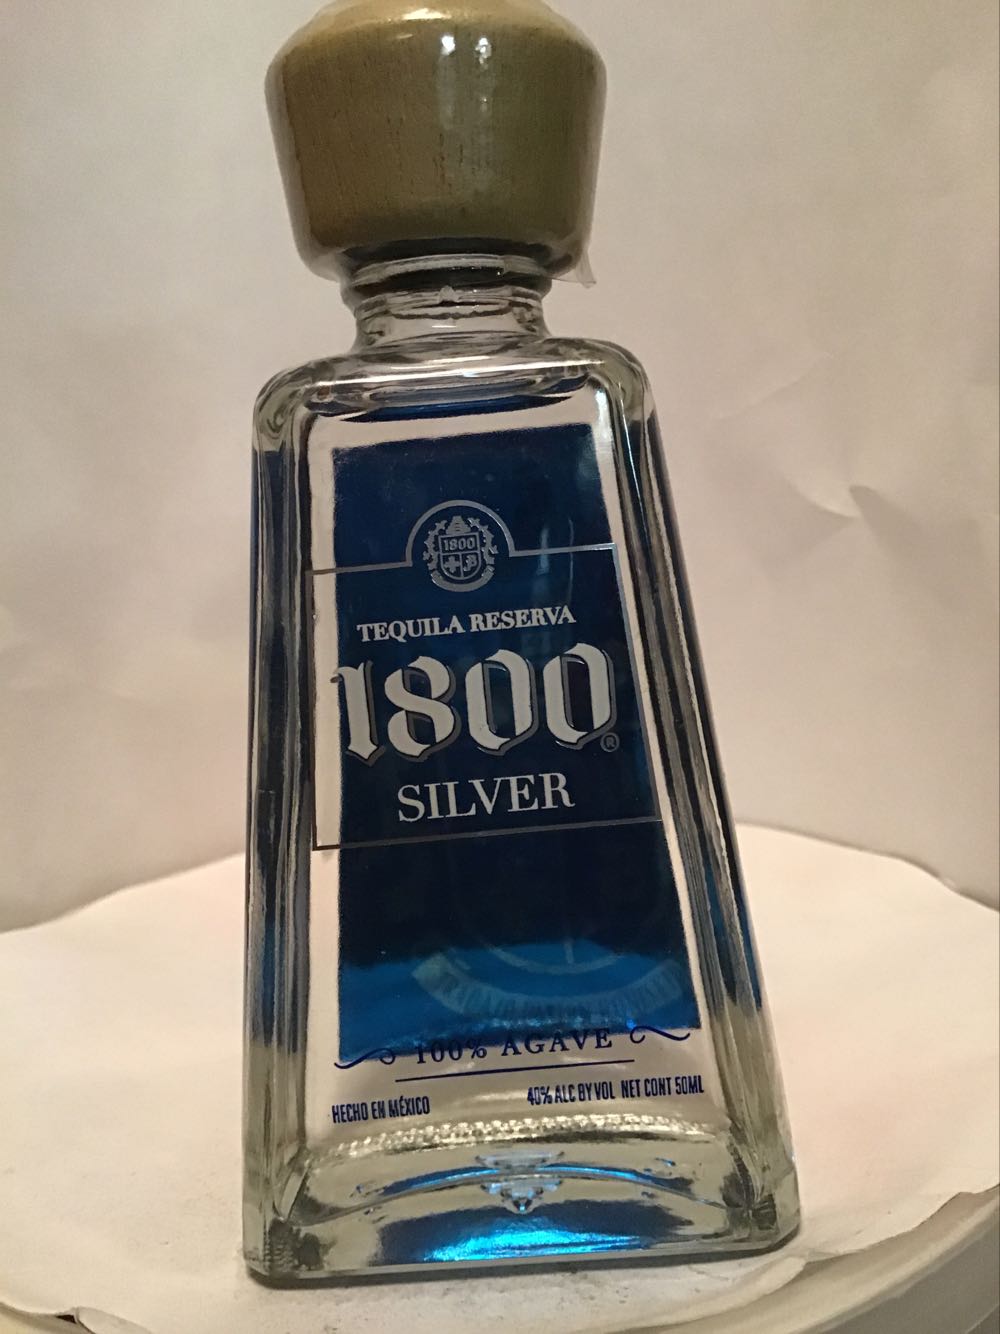 1800
TEQUILA RESERVA
1800®
SILVER
100% AGAVE
HECHO EN MÉXICO
40% ALC BY VOL NET CONT 50ML